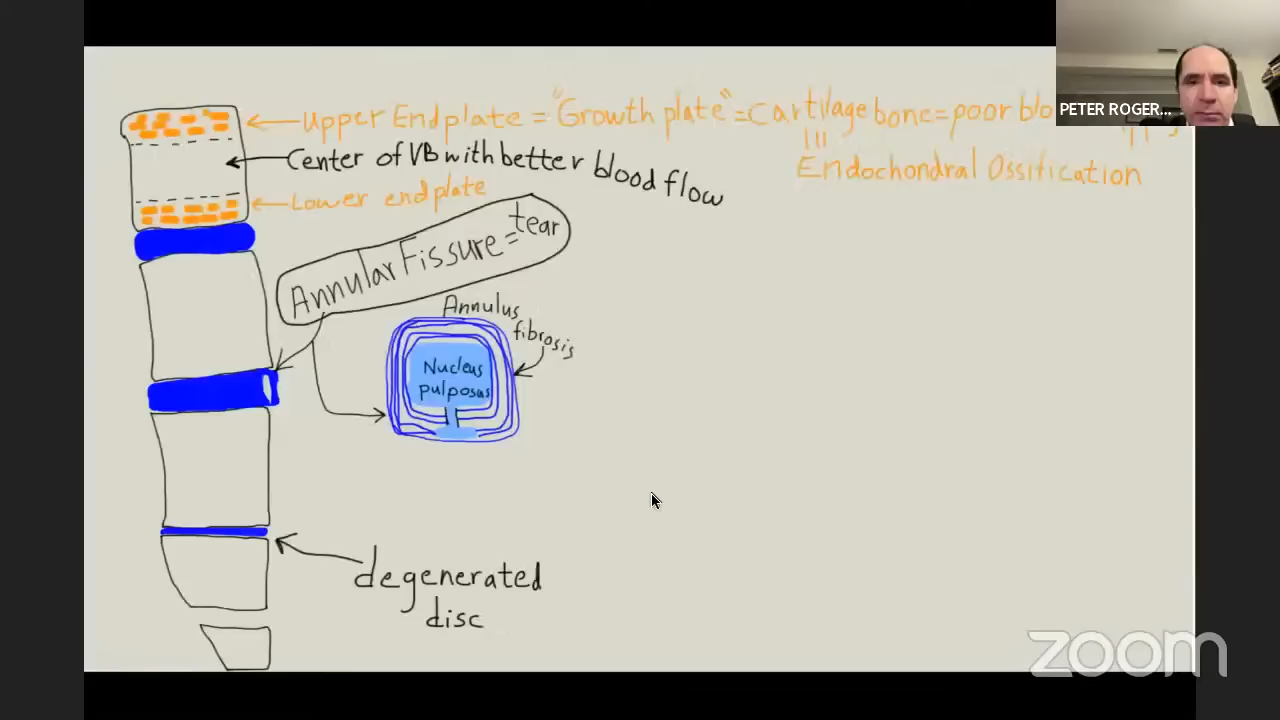 Upper Endplate = "Growth plate" = Cartilage bone = poor blo
PETER ROGER...
Center of VB with better blood flow
Endochondral Ossification
Lower endplate
Annular Fissure = tear
Annulus
fibrosis
Nucleus
pulposus
degenerated
disc
zoom